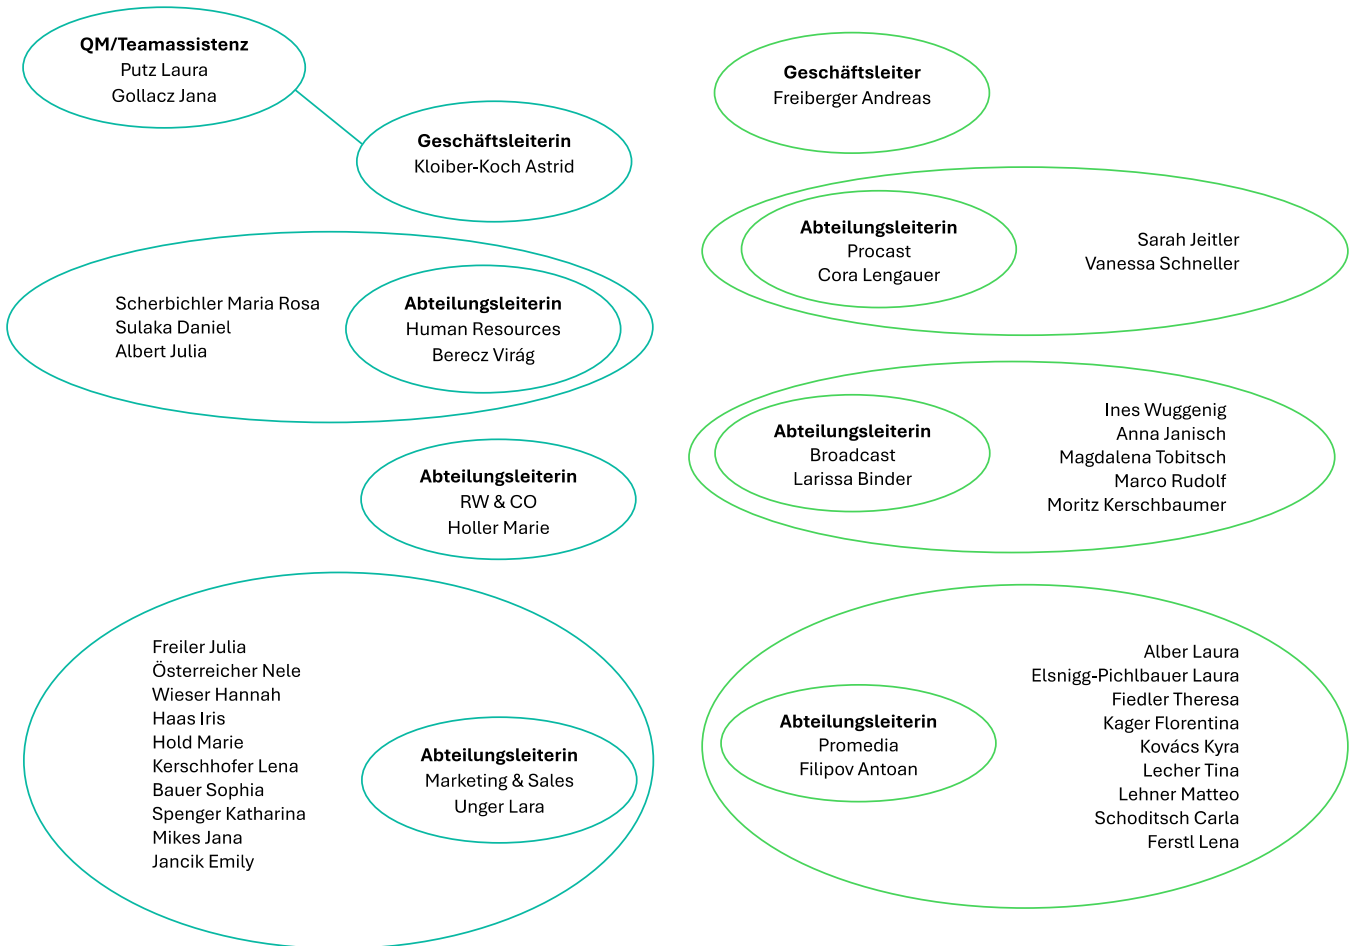 QM/Teamassistenz
Putz Laura
Gollacz Jana
Geschäftsleiterin
Kloiber-Koch Astrid
Scherbichler Maria Rosa
Sulaka Daniel
Albert Julia
Abteilungsleiterin
Human Resources
Berecz Virág
Abteilungsleiterin
RW & CO
Holler Marie
Freiler Julia
Österreicher Nele
Wieser Hannah
Haas Iris
Hold Marie
Kerschhofer Lena
Bauer Sophia
Spenger Katharina
Mikes Jana
Jancik Emily
Abteilungsleiterin
Marketing & Sales
Unger Lara
Geschäftsleiter
Freiberger Andreas
Abteilungsleiterin
Procast
Cora Lengauer
Sarah Jeitler
Vanessa Schneller
Abteilungsleiterin
Broadcast
Larissa Binder
Ines Wuggenig
Anna Janisch
Magdalena Tobitsch
Marco Rudolf
Moritz Kerschbaumer
Abteilungsleiterin
Promedia
Filipov Antoan
Alber Laura
Elsnigg-Pichlbauer Laura
Fiedler Theresa
Kager Florentina
Kovács Kyra
Lecher Tina
Lehner Matteo
Schoditsch Carla
Ferstl Lena